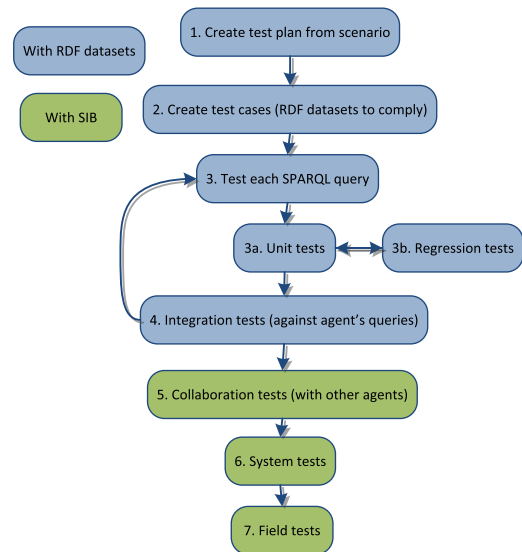 1. Create test plan from scenario
With RDF datasets
2. Create test cases (RDF datasets to comply)
With SIB
3. Test each SPARQL query
3a. Unit tests
3b. Regression tests
4. Integration tests (against agent’s queries)
5. Collaboration tests (with other agents)
6. System tests
7. Field tests